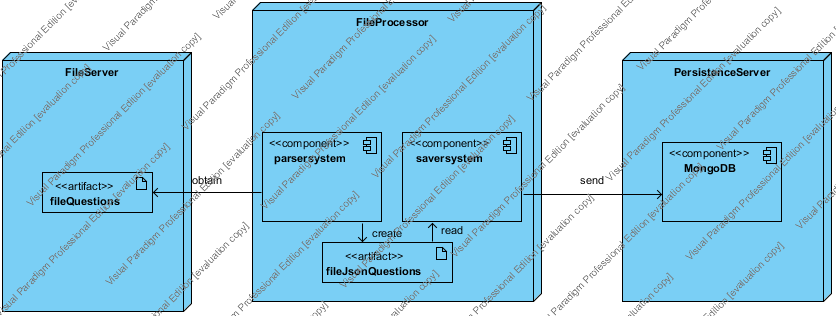 FileServer
<<artifact>>
fileQuestions
obtain
FileProcessor
<<component>>
parsersystem
<<component>>
saversystem
create
read
<<artifact>>
fileJsonQuestions
send
PersistanceServer
<<component>>
MongoDB
Visual Paradigm Professional Edition [evaluation copy]